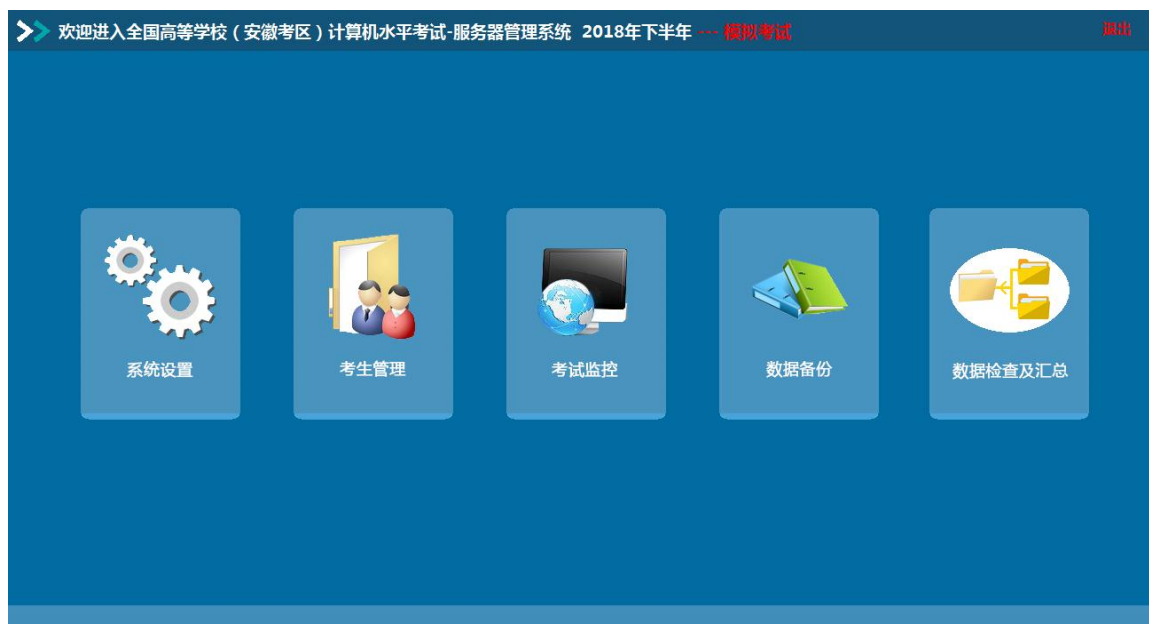 欢迎进入全国高等学校（安徽考区）计算机水平考试-服务器管理系统 2018年下半年 --- 模拟考试 退出
系统设置 考生管理 考试监控 数据备份 数据检查及汇总